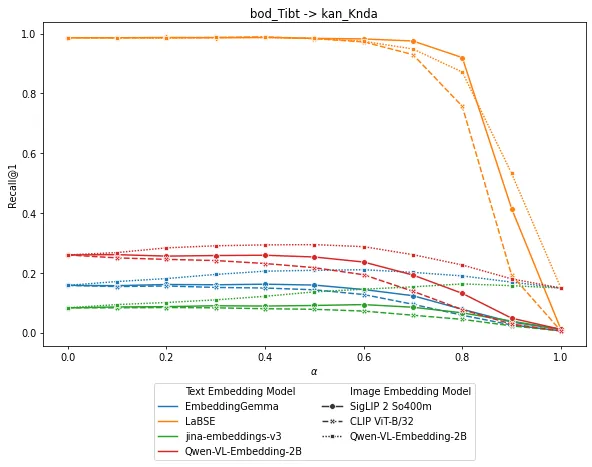 bod_Tibt -> kan_Knda
Recall@1
1.0
0.8
0.6
0.4
0.2
0.0
0.0 0.2 0.4 0.6 0.8 1.0
α
Text Embedding Model
EmbeddingGemma
LaBSE
jina-embeddings-v3
Qwen-VL-Embedding-2B
Image Embedding Model
SigLIP 2 So400m
CLIP ViT-B/32
Qwen-VL-Embedding-2B